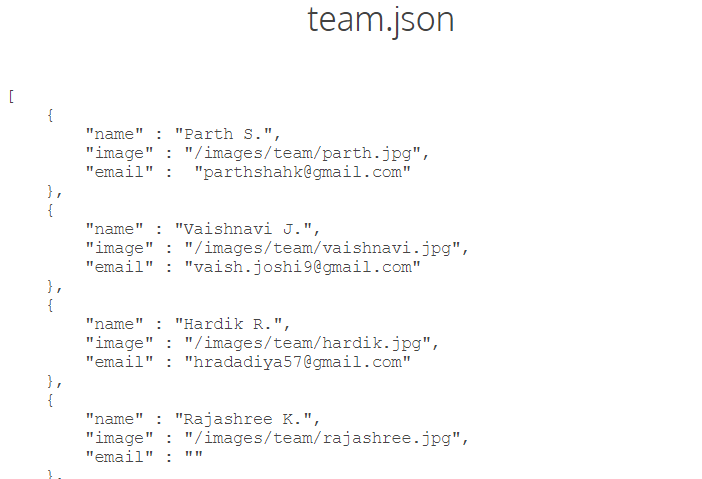 team.json
[
    {
        "name" : "Parth S.",
        "image" : "/images/team/parth.jpg",
        "email" :  "parthshahk@gmail.com"
    },
    {
        "name" : "Vaishnavi J.",
        "image" : "/images/team/vaishnavi.jpg",
        "email" : "vaish.joshi9@gmail.com"
    },
    {
        "name" : "Hardik R.",
        "image" : "/images/team/hardik.jpg",
        "email" : "hradadiya57@gmail.com"
    },
    {
        "name" : "Rajashree K.",
        "image" : "/images/team/rajashree.jpg",
        "email" : ""
    },